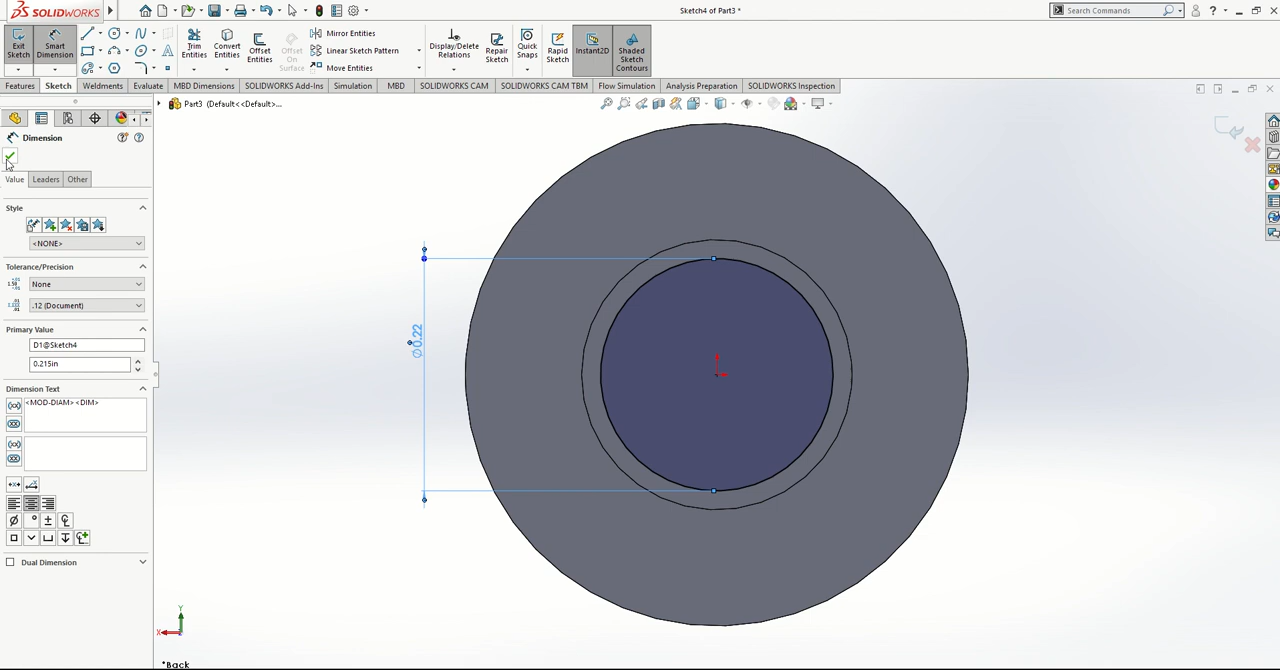 SOLIDWORKS
Sketch4 of Part3 *
Search Commands
Exit Sketch
Smart Dimension
Trim Entities
Convert Entities
Offset Entities
Offset On Surface
Mirror Entities
Linear Sketch Pattern
Move Entities
Display/Delete Relations
Repair Sketch
Quick Snaps
Rapid Sketch
Instant2D
Shaded Sketch Contours
Features
Sketch
Weldments
Evaluate
MBD Dimensions
SOLIDWORKS Add-Ins
Simulation
MBD
SOLIDWORKS CAM
SOLIDWORKS CAM TBM
Flow Simulation
Analysis Preparation
SOLIDWORKS Inspection
Part3 (Default<<Default>...
Dimension
Value
Leaders
Other
Style
<NONE>
Tolerance/Precision
None
.12 (Document)
Primary Value
D1@Sketch4
0.215in
Dimension Text
<MOD-DIAM><DIM>
Dual Dimension
∅0.22
Y
X
*Back